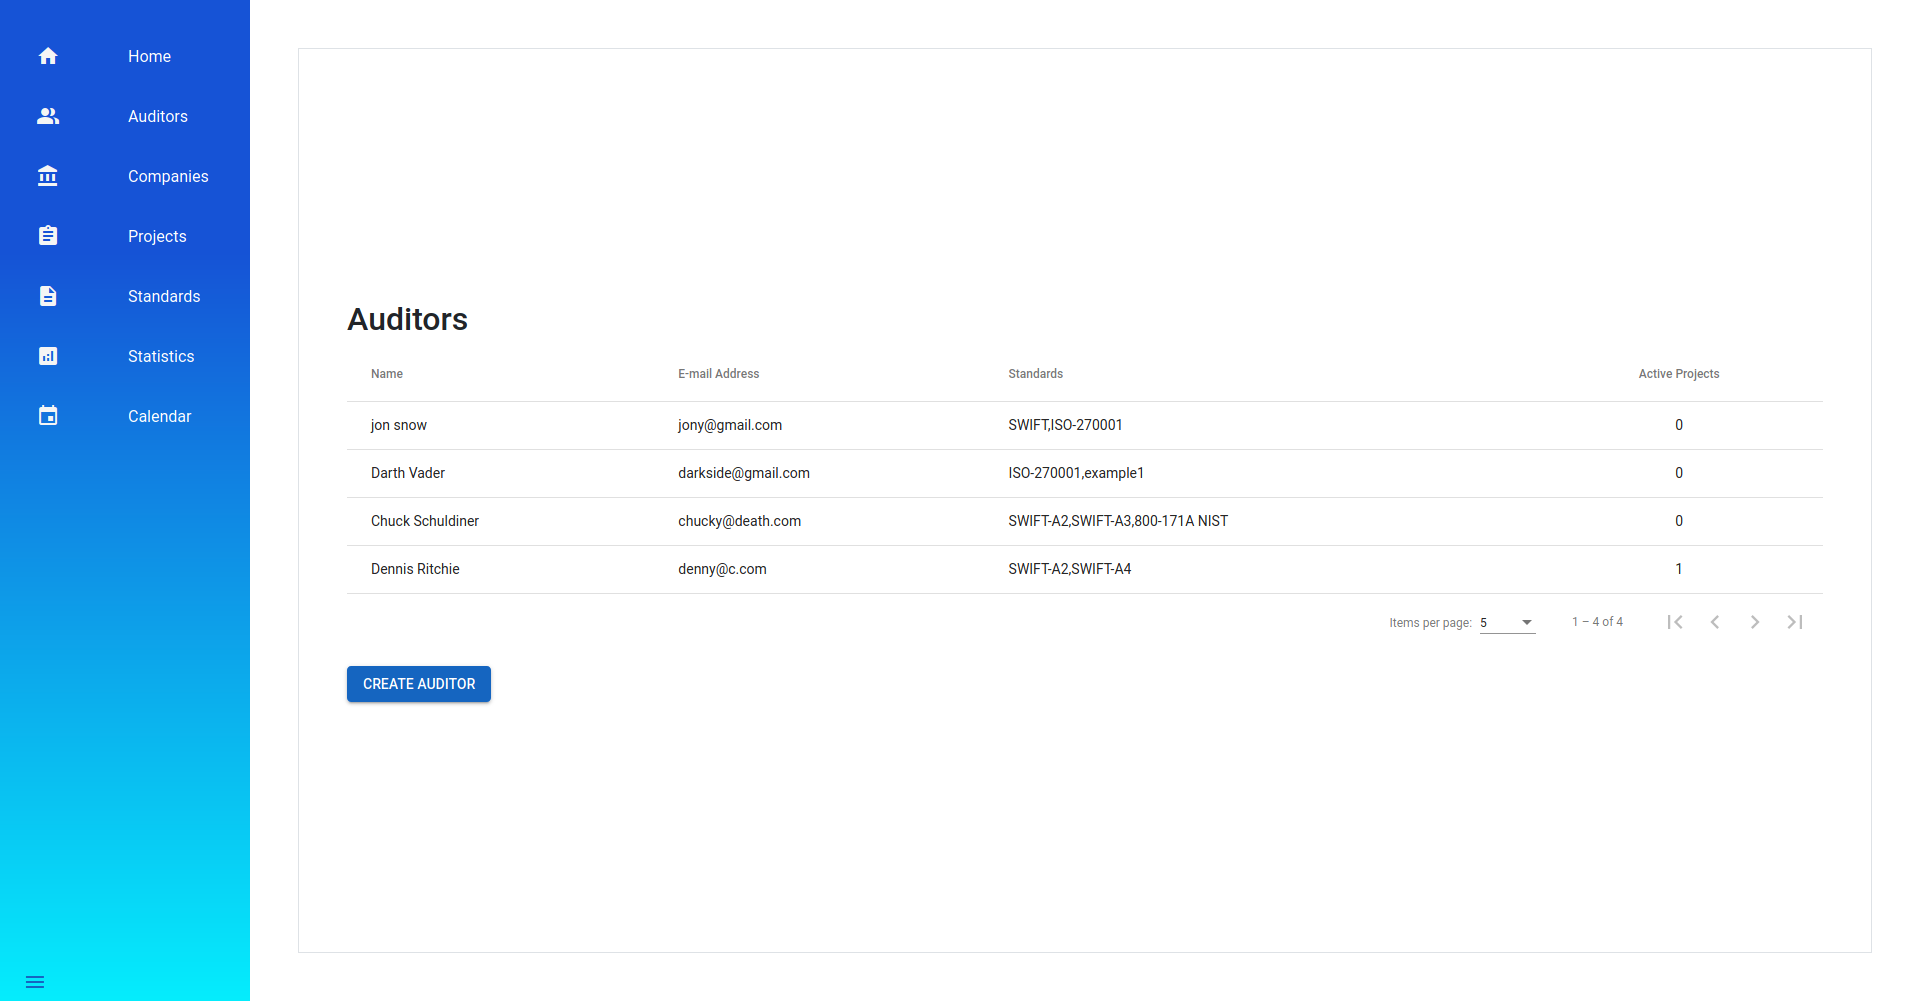 Home
Auditors
Companies
Projects
Standards
Statistics
Calendar
Auditors
Name E-mail Address Standards Active Projects
jon snow jony@gmail.com SWIFT,ISO-270001 0
Darth Vader darkside@gmail.com ISO-270001,example1 0
Chuck Schuldiner chucky@death.com SWIFT-A2,SWIFT-A3,800-171A NIST 0
Dennis Ritchie denny@c.com SWIFT-A2,SWIFT-A4 1
Items per page: 5 1 – 4 of 4
CREATE AUDITOR